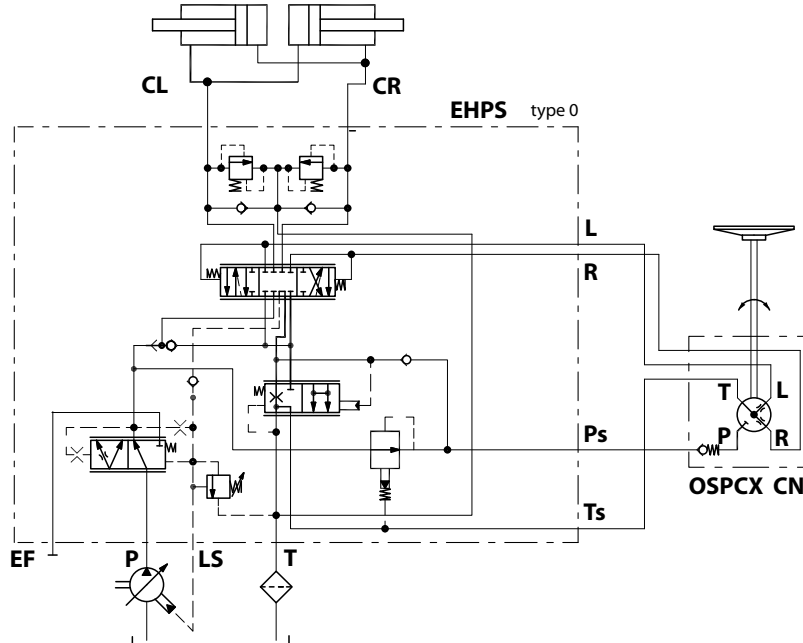 CL CR
EHPS type 0
L
R
T L
P R
Ps
OSPCX CN
Ts
EF P LS T